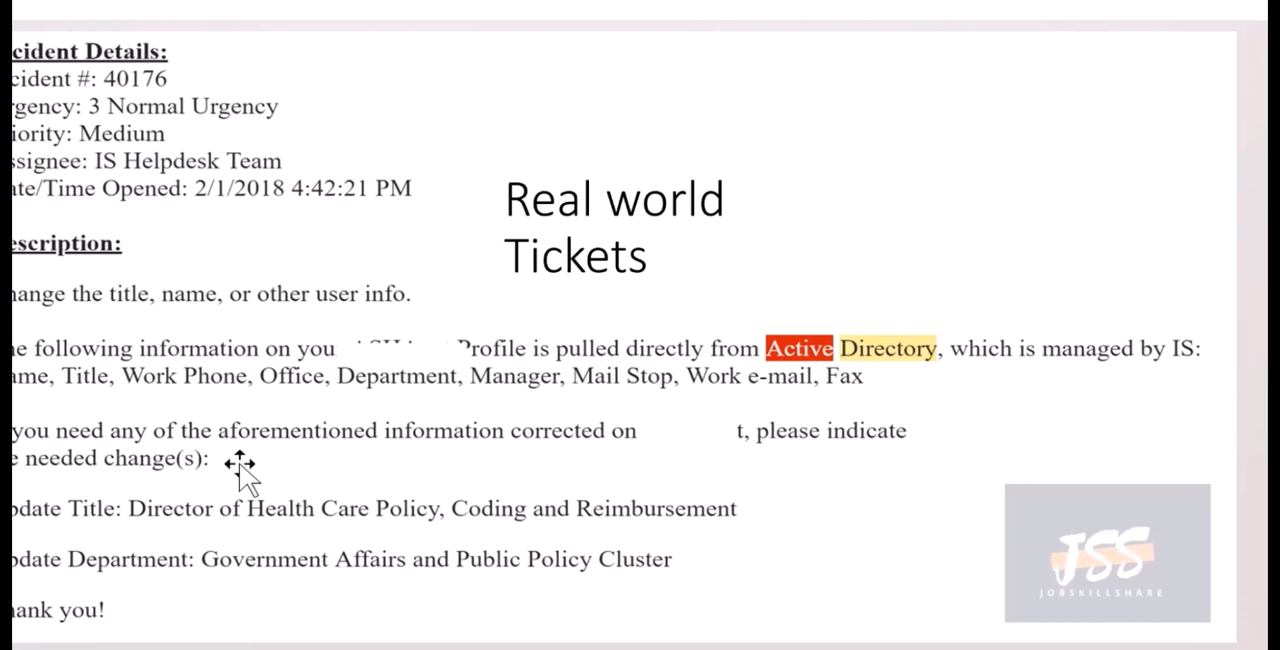 cident Details:
cident #: 40176
rgency: 3 Normal Urgency
iority: Medium
ssignee: IS Helpdesk Team
ate/Time Opened: 2/1/2018 4:42:21 PM
Real world
Tickets
escription:
hange the title, name, or other user info.
he following information on you Profile is pulled directly from Active Directory, which is managed by IS:
ame, Title, Work Phone, Office, Department, Manager, Mail Stop, Work e-mail, Fax
you need any of the aforementioned information corrected on t, please indicate
e needed change(s):
pdate Title: Director of Health Care Policy, Coding and Reimbursement
pdate Department: Government Affairs and Public Policy Cluster
hank you!
JSS
JOBSKILLSHARE